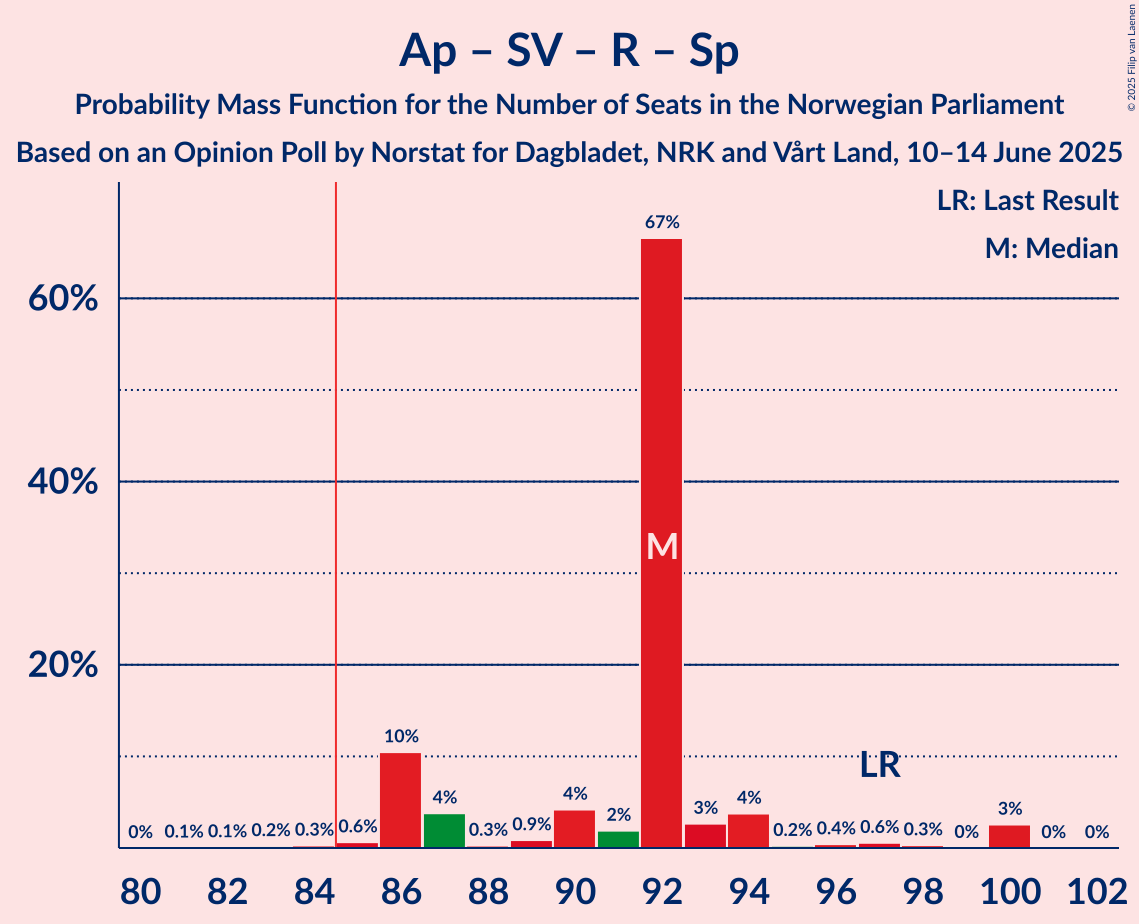 Ap – SV – R – Sp
Probability Mass Function for the Number of Seats in the Norwegian Parliament
Based on an Opinion Poll by Norstat for Dagbladet, NRK and Vårt Land, 10–14 June 2025
© 2025 Filip van Laenen
LR: Last Result
M: Median
67%
60%
40%
M
20%
10%
LR
4%
4%
2%
3%
4%
3%
0% 0.1% 0.1% 0.2% 0.3% 0.6% 0.3% 0.9% 0.2% 0.4% 0.6% 0.3% 0% 0% 0%
80 82 84 86 88 90 92 94 96 98 100 102